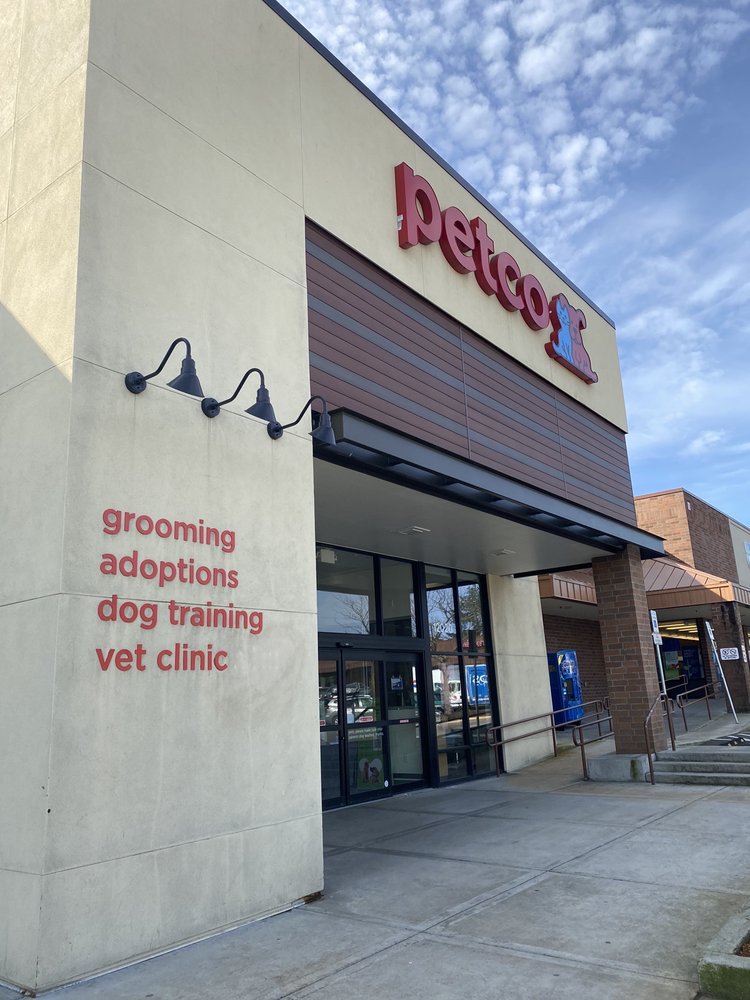 petco
grooming
adoptions
dog training
vet clinic